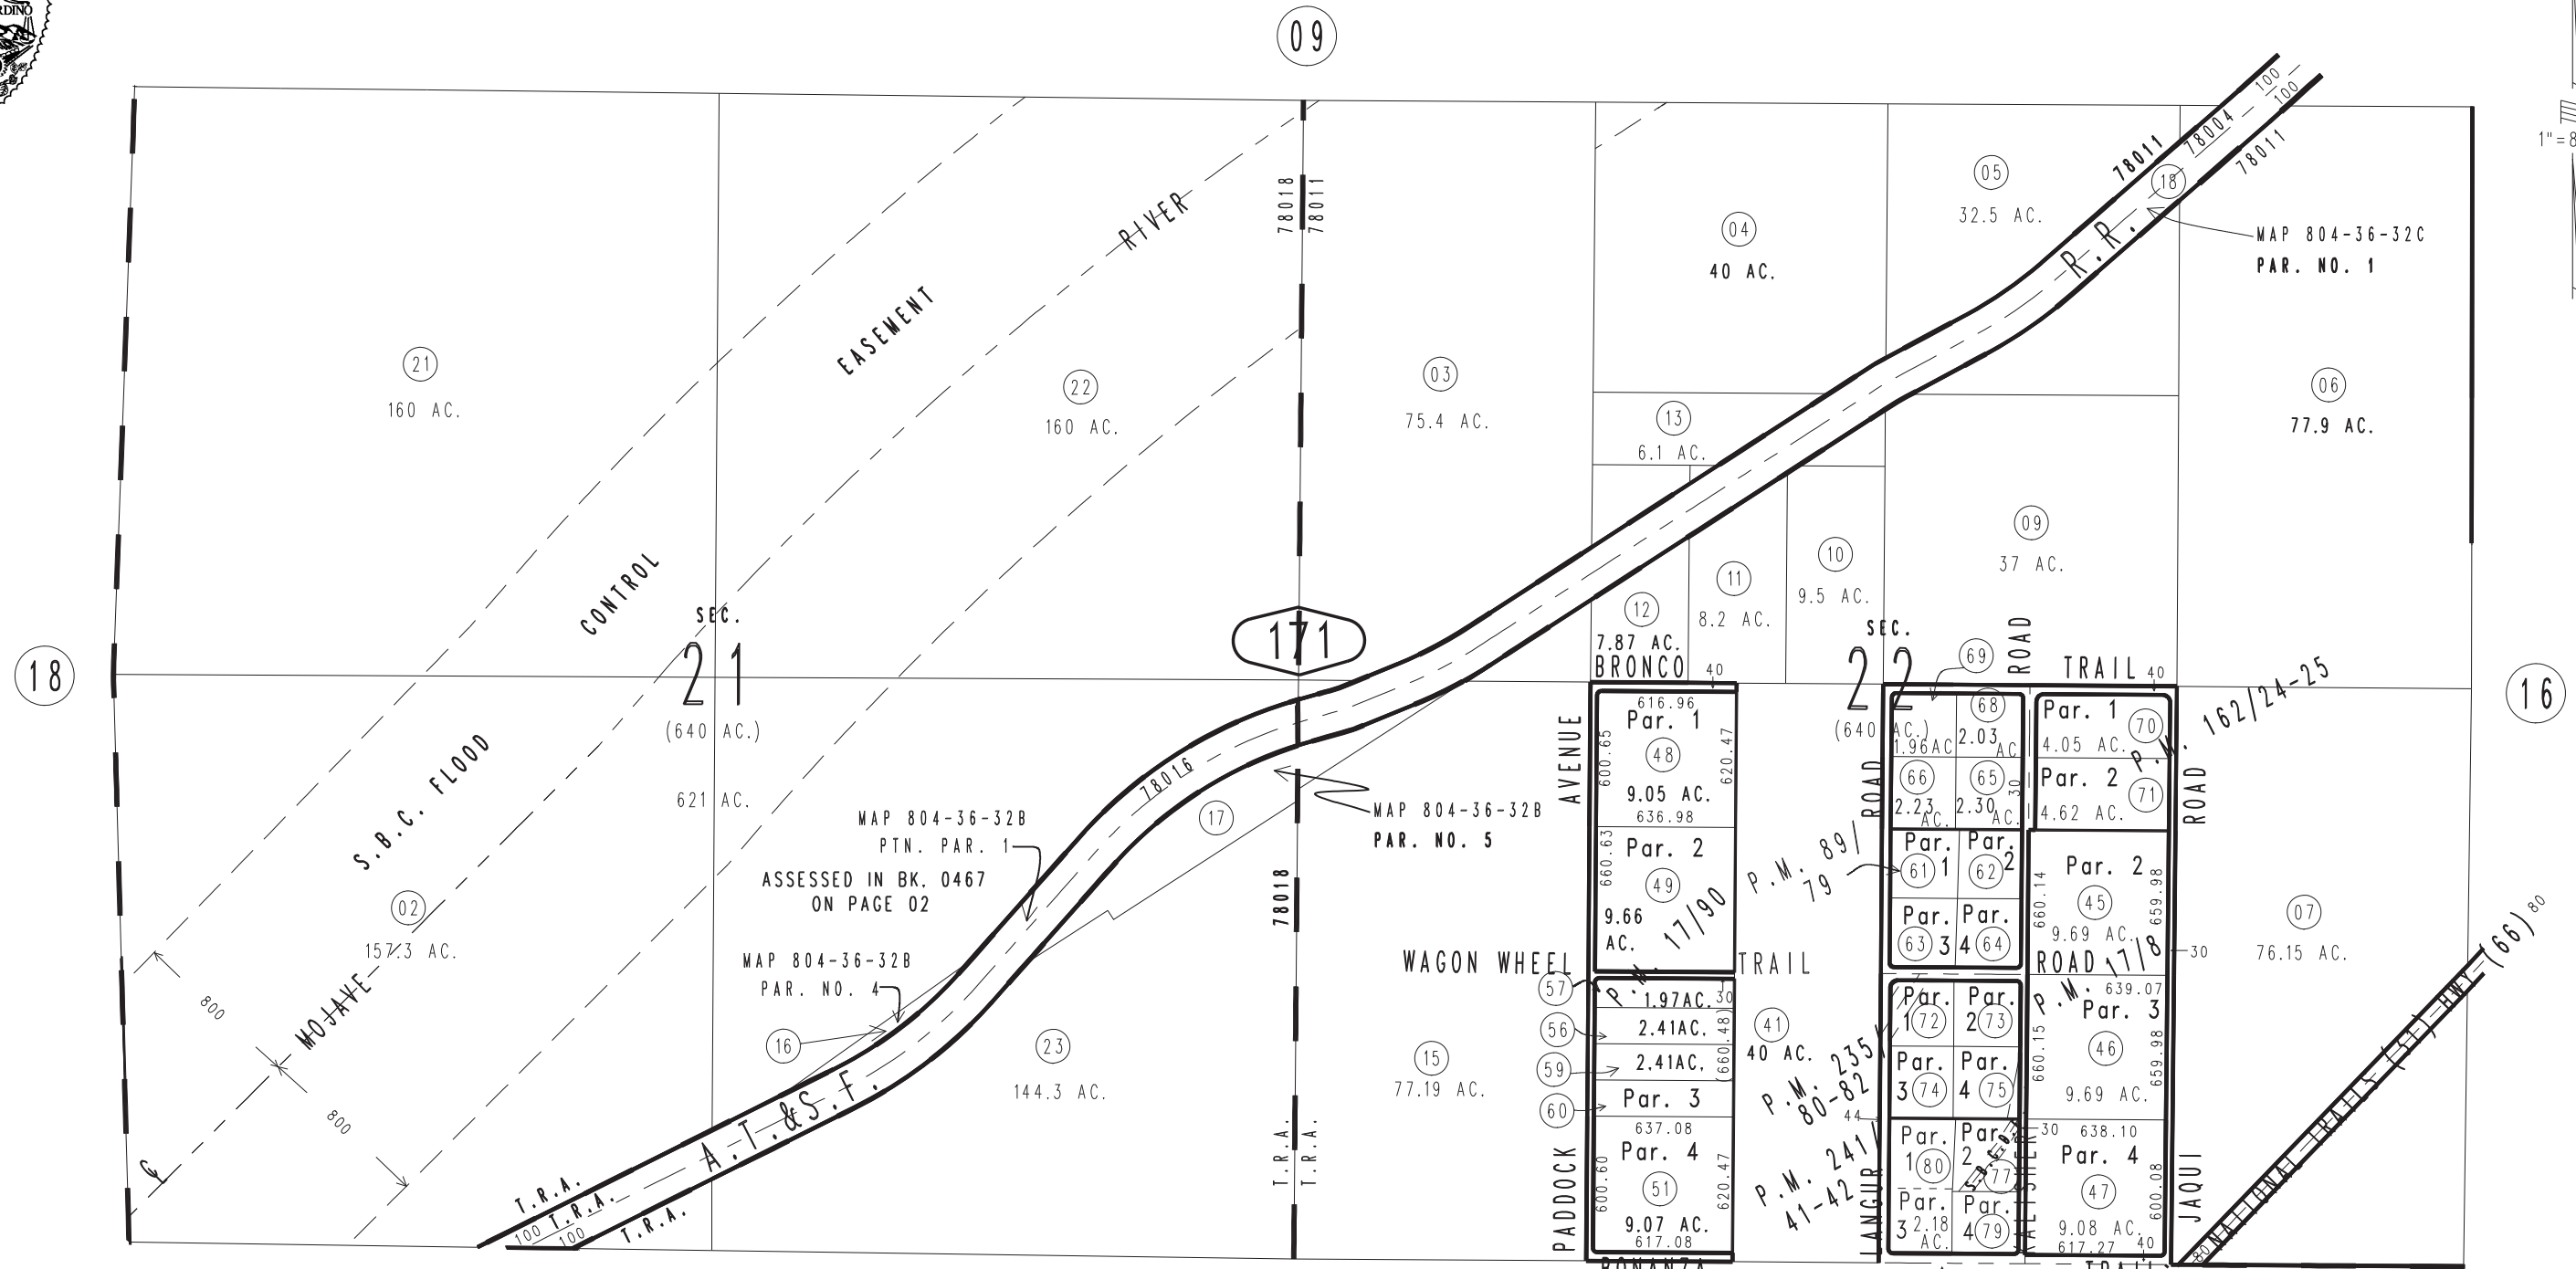 09
100
100
78011
78004
78011
18
1"=8
05
32.5 AC.
R.R.
MAP 804-36-32C
PAR. NO. 1
78018
78011
RIVER
04
40 AC.
EASEMENT
21
160 AC.
22
160 AC.
03
75.4 AC.
06
77.9 AC.
13
6.1 AC.
09
37 AC.
10
9.5 AC.
11
8.2 AC.
12
7.87 AC.
CONTROL
SEC.
21
(640 AC.)
621 AC.
171
SEC.
22
(640 AC.)
18
16
BRONCO
40
ROAD
TRAIL
40
69
1.96AC
68
2.03
AC
66
2.23
AC.
65
2.30
AC.
30
Par. 1
70
4.05 AC.
Par. 2
71
4.62 AC.
P.M. 162/24-25
ROAD
ROAD
AVENUE
616.96
Par. 1
48
600.65
620.47
9.05 AC.
636.98
660.63
Par. 2
49
9.66
AC.
P.M. 17/90
P.M. 89/
79
Par.
61 1
Par.
62 2
Par.
63 3
Par.
4 64
Par. 2
45
660.14
659.98
9.69 AC.
S.B.C. FLOOD
78016
17
MAP 804-36-32B
PTN. PAR. 1
ASSESSED IN BK. 0467
ON PAGE 02
MAP 804-36-32B
PAR. NO. 5
78018
MAP 804-36-32B
PAR. NO. 4
02
157.3 AC.
800
MOJAVE
800
16
23
144.3 AC.
A.T.&S.F.
T.R.A.
T.R.A.
T.R.A.
100
100
T.R.A.
T.R.A.
15
77.19 AC.
WAGON WHEEL
TRAIL
ROAD
30
P.M. 17/8
07
76.15 AC.
57
1.97AC.
30
56
2.41AC.
59
2.41AC.
(660.48)
60
Par. 3
637.08
Par. 4
51
600.60
620.47
9.07 AC.
617.08
PADDOCK
BONANZA
41
40 AC.
P.M. 235/
80-82
44
P.M. 241/
41-42
LANGUR
Par.
1 72
Par.
2 73
Par.
3 74
Par.
4 75
Par.
1 80
Par.
2 77
Par.
3 2.18
AC.
Par.
4 79
639.07
Par. 3
46
660.15
659.98
9.69 AC.
30
638.10
Par. 4
47
600.08
9.08 AC.
617.27
40
JAQUI
TRAIL
NATIONAL TRAILS HWY (66)
80
80